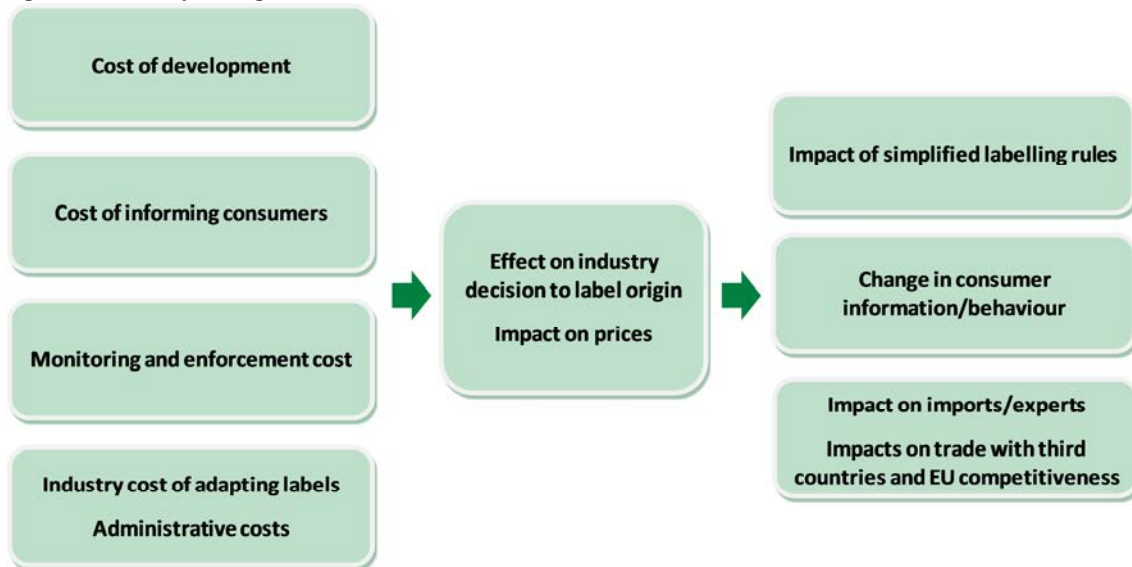 Cost of development
Cost of informing consumers
Monitoring and enforcement cost
Industry cost of adapting labels
Administrative costs
Effect on industry
decision to label origin
Impact on prices
Impact of simplified labelling rules
Change in consumer
information/behaviour
Impact on imports/experts
Impacts on trade with third
countries and EU competitiveness